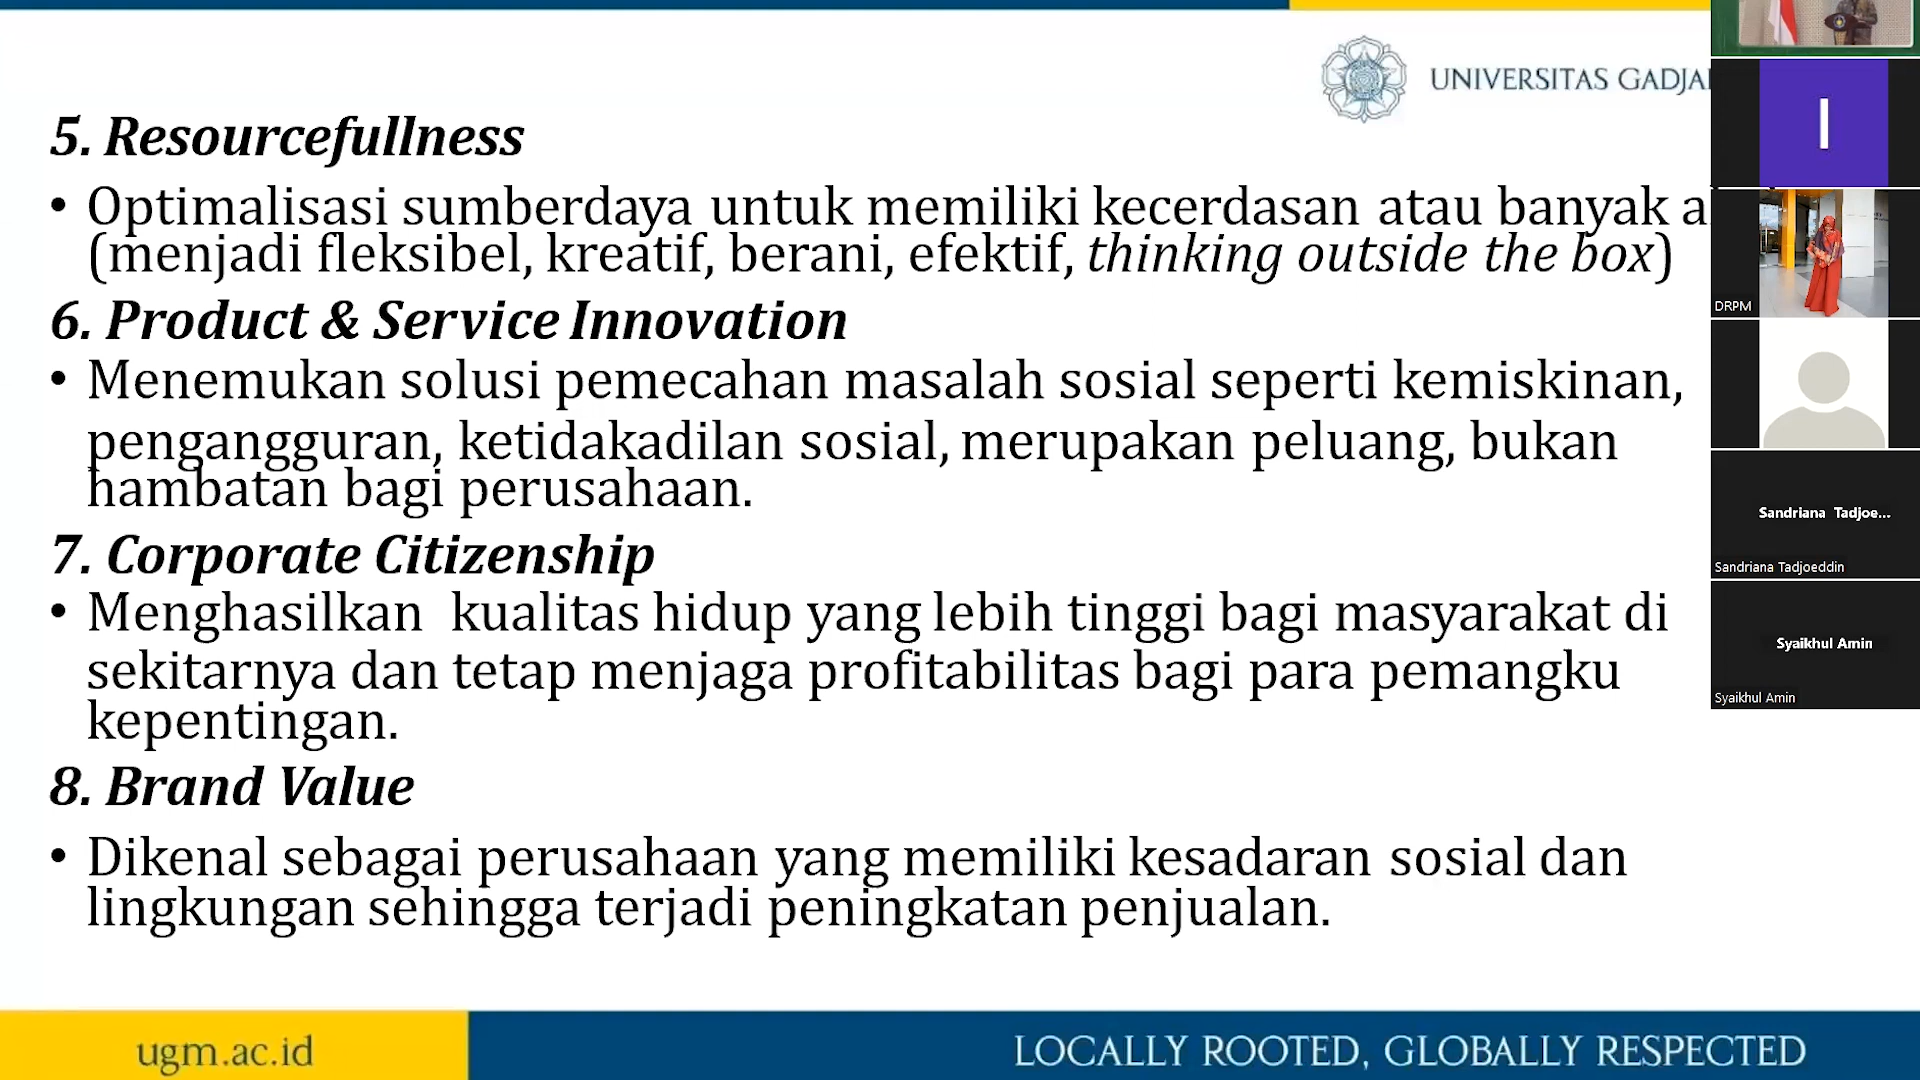 UNIVERSITAS
5. Resourcefullness
• Optimalisasi sumberdaya untuk memiliki kecerdasan atau banyak
(menjadi fleksibel, kreatif, berani, efektif, thinking outside the box)
6. Product & Service Innovation
• Menemukan solusi pemecahan masalah sosial seperti kemiskinan,
pengangguran, ketidakadilan sosial, merupakan peluang, bukan
hambatan bagi perusahaan.
7. Corporate Citizenship
• Menghasilkan kualitas hidup yang lebih tinggi bagi masyarakat di
sekitarnya dan tetap menjaga profitabilitas bagi para pemangku
kepentingan.
8. Brand Value
• Dikenal sebagai perusahaan yang memiliki kesadaran sosial dan
lingkungan sehingga terjadi peningkatan penjualan.
ugm.ac.id
LOCALLY ROOTED, GLOBALLY RESPECTED
I
DRPM
Sandriana Tadjoe...
Sandriana Tadjoeddin
Syaikhul Amin
Syaikhul Amin